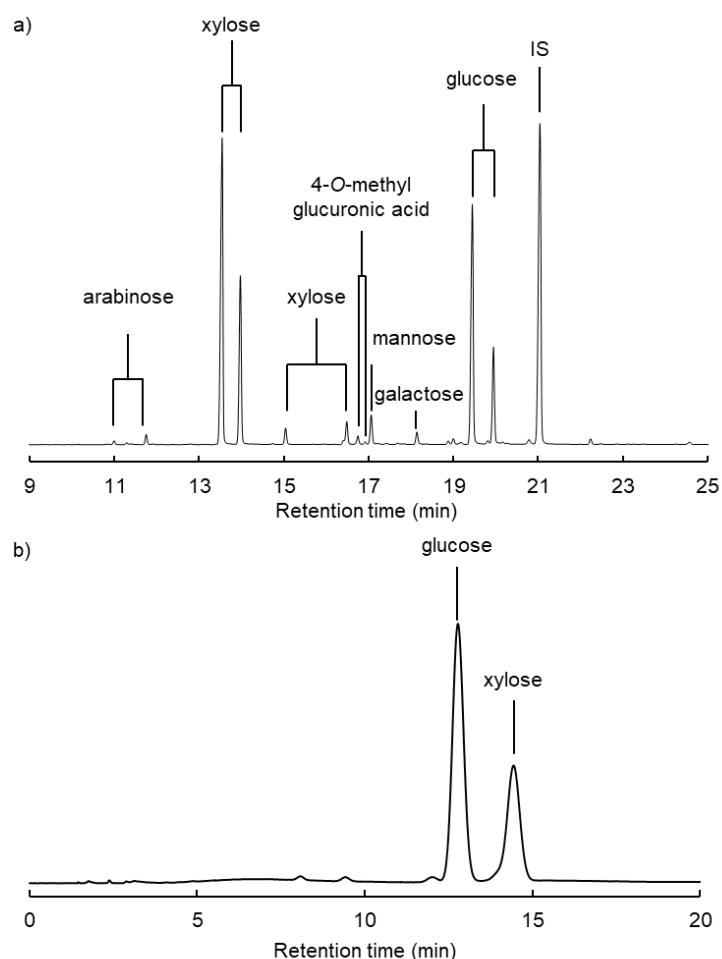 a)
xylose
IS
glucose
4-O-methyl
glucuronic acid
arabinose
xylose
mannose
galactose
9 11 13 15 17 19 21 23 25
Retention time (min)
b)
glucose
xylose
0 5 10 15 20
Retention time (min)